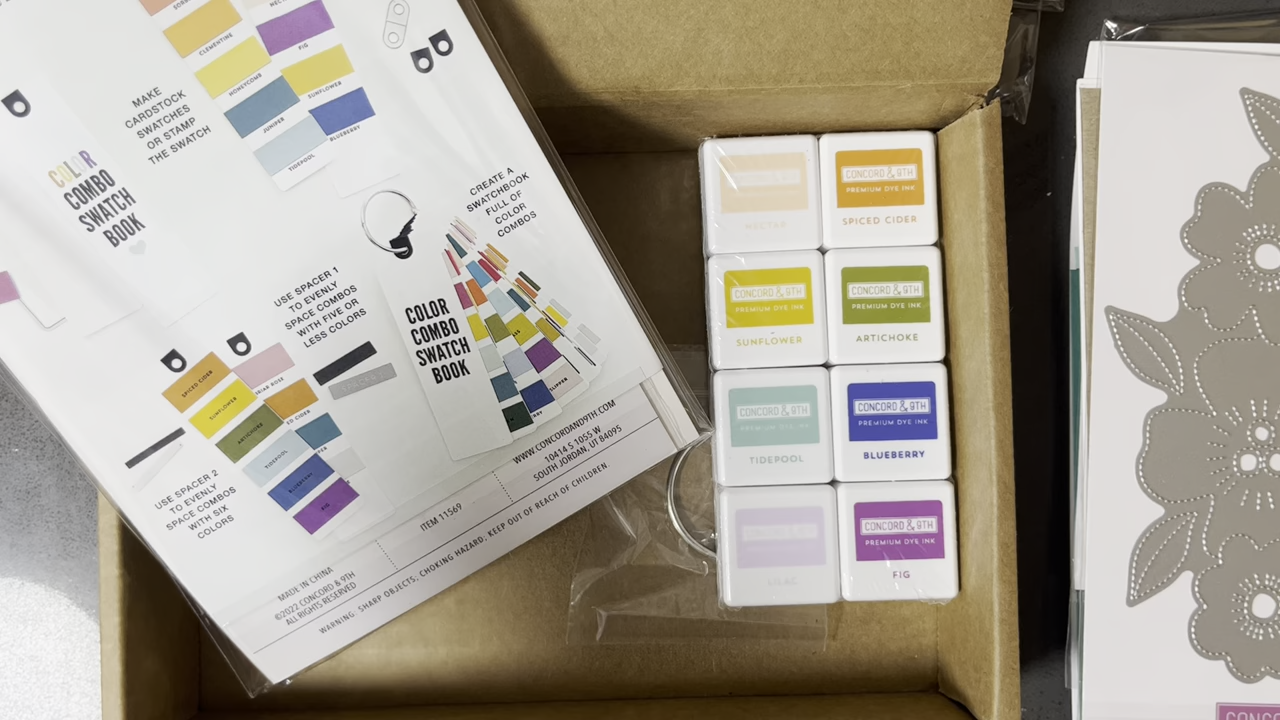 CLEMENTINE
FIG
HONEYCOMB
SUNFLOWER
JUNIPER
BLUEBERRY
TIDEPOOL
MAKE
CARDSTOCK
SWATCHES
OR STAMP
THE SWATCH
COLOR
COMBO
SWATCH
BOOK
CREATE A
SWATCHBOOK
FULL OF
COLOR
COMBOS
USE SPACER 1
TO EVENLY
SPACE COMBOS
WITH FIVE OR
LESS COLORS
COLOR
COMBO
SWATCH
BOOK
SPICED CIDER
BRIAR ROSE
SUNFLOWER
ED CIDER
ARTICHOKE
TIDEPOOL
BLUEBERRY
FIG
USE SPACER 2
TO EVENLY
SPACE COMBOS
WITH SIX
COLORS
WWW.CONCORDAND9TH.COM
10414 S 1055 W
SOUTH JORDAN, UT 84095
ITEM 11569
MADE IN CHINA
©2022 CONCORD & 9TH
ALL RIGHTS RESERVED
WARNING: SHARP OBJECTS; CHOKING HAZARD; KEEP OUT OF REACH OF CHILDREN.
NECTAR
CONCORD & 9TH
PREMIUM DYE INK
SPICED CIDER
CONCORD & 9TH
PREMIUM DYE INK
SUNFLOWER
CONCORD & 9TH
PREMIUM DYE INK
ARTICHOKE
CONCORD & 9TH
PREMIUM DYE INK
TIDEPOOL
CONCORD & 9TH
PREMIUM DYE INK
BLUEBERRY
LILAC
CONCORD & 9TH
PREMIUM DYE INK
FIG